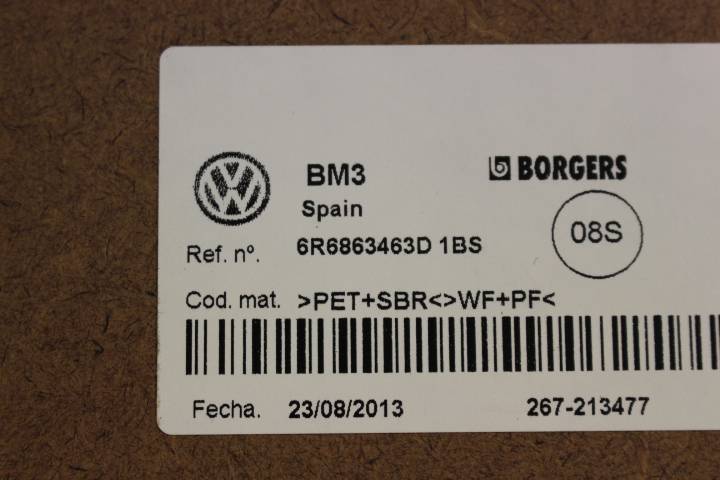 BM3
BORGERS
Spain
08S
Ref. nº. 6R6863463D 1BS
Cod. mat. >PET+SBR<>WF+PF<
Fecha. 23/08/2013 267-213477